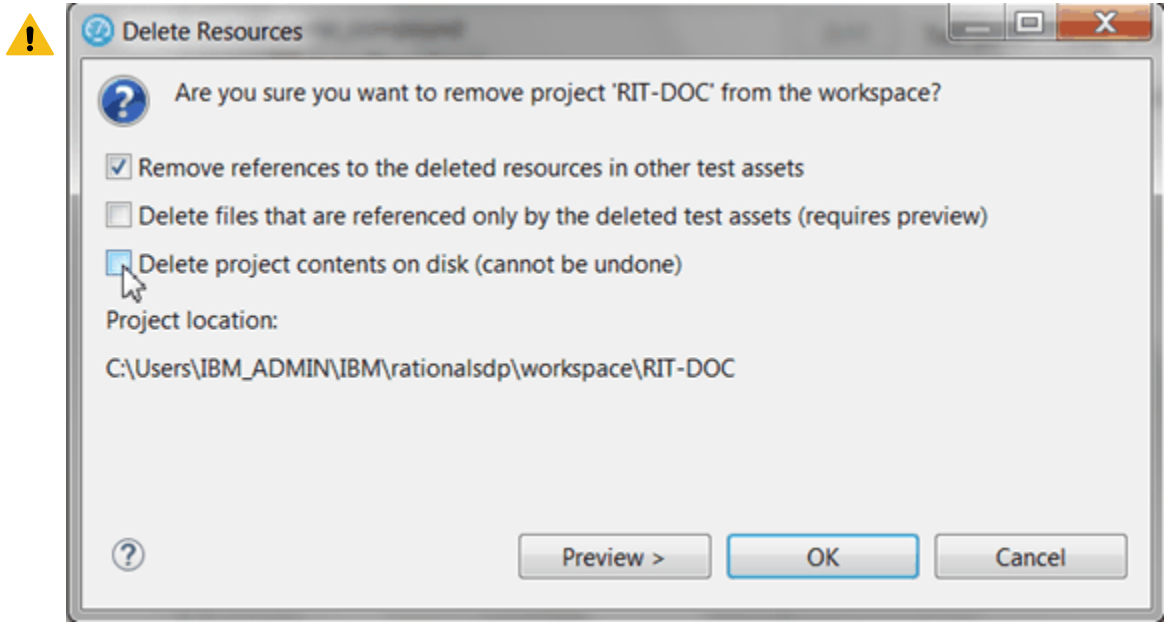 Delete Resources
Are you sure you want to remove project 'RIT-DOC' from the workspace?
Remove references to the deleted resources in other test assets
Delete files that are referenced only by the deleted test assets (requires preview)
Delete project contents on disk (cannot be undone)
Project location:
C:\Users\IBM_ADMIN\IBM\rationalsdp\workspace\RIT-DOC
Preview > OK Cancel